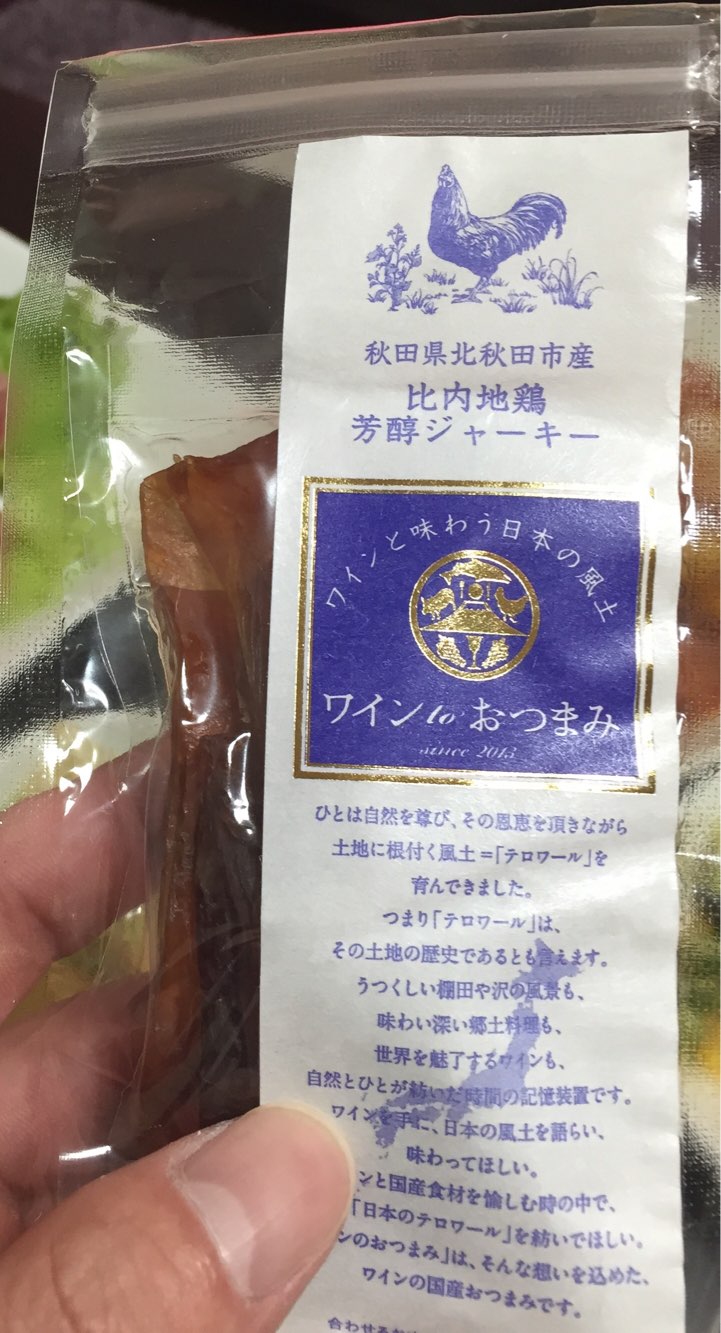 秋田県北秋田市産
比内地鶏
芳醇ジャーキー
ワインと味わう日本の風土
ワイン to おつまみ
since 2013
ひとは自然を尊び、その恩恵を頂きながら
土地に根付く風土=「テロワール」を
育んできました。
つまり「テロワール」は、
その土地の歴史であるとも言えます。
うつくしい棚田や沢の風景も、
味わい深い郷土料理も、
世界を魅了するワインも、
自然とひとが紡いだ時間の記憶装置です。
ワインを手に、日本の風土を語らい、
味わってほしい。
ンと国産食材を愉しむ時の中で、
「日本のテロワール」を紡いでほしい。
ンのおつまみ」は、そんな想いを込めた、
ワインの国産おつまみです。